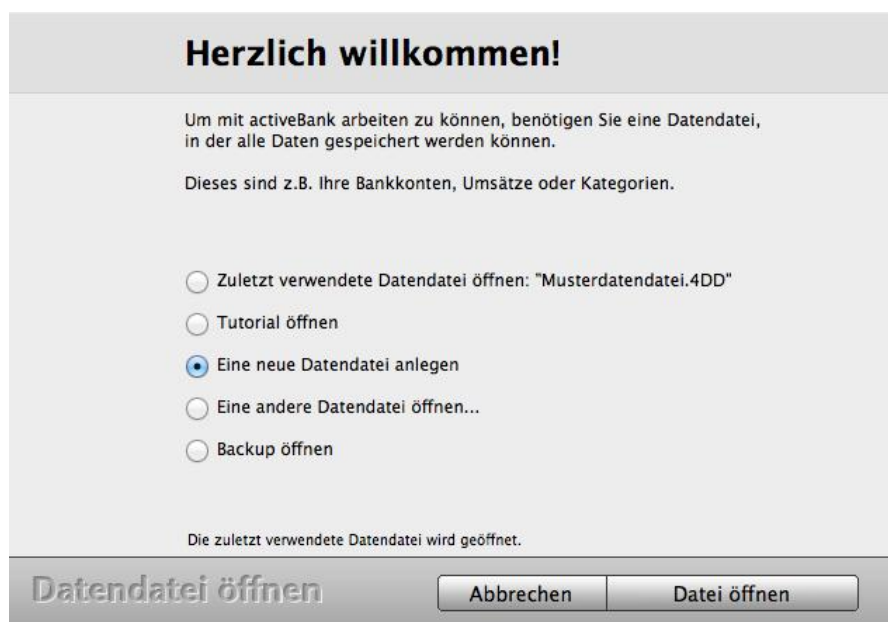 Herzlich willkommen!
Um mit activeBank arbeiten zu können, benötigen Sie eine Datendatei,
in der alle Daten gespeichert werden können.
Dieses sind z.B. Ihre Bankkonten, Umsätze oder Kategorien.
Zuletzt verwendete Datendatei öffnen: "Musterdatendatei.4DD"
Tutorial öffnen
Eine neue Datendatei anlegen
Eine andere Datendatei öffnen...
Backup öffnen
Die zuletzt verwendete Datendatei wird geöffnet.
Datendatei öffnen
Abbrechen
Datei öffnen